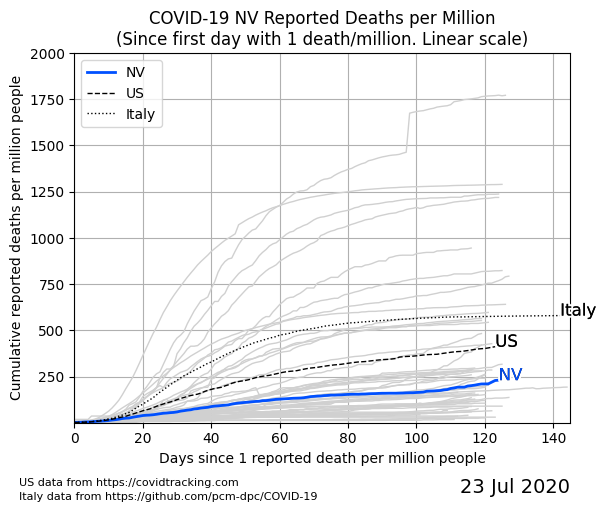 COVID-19 NV Reported Deaths per Million
(Since first day with 1 death/million. Linear scale)
Cumulative reported deaths per million people
2000
1750
1500
1250
1000
750
500
250
NV
US
Italy
Italy
US
NV
0 20 40 60 80 100 120 140
Days since 1 reported death per million people
US data from https://covidtracking.com
Italy data from https://github.com/pcm-dpc/COVID-19
23 Jul 2020